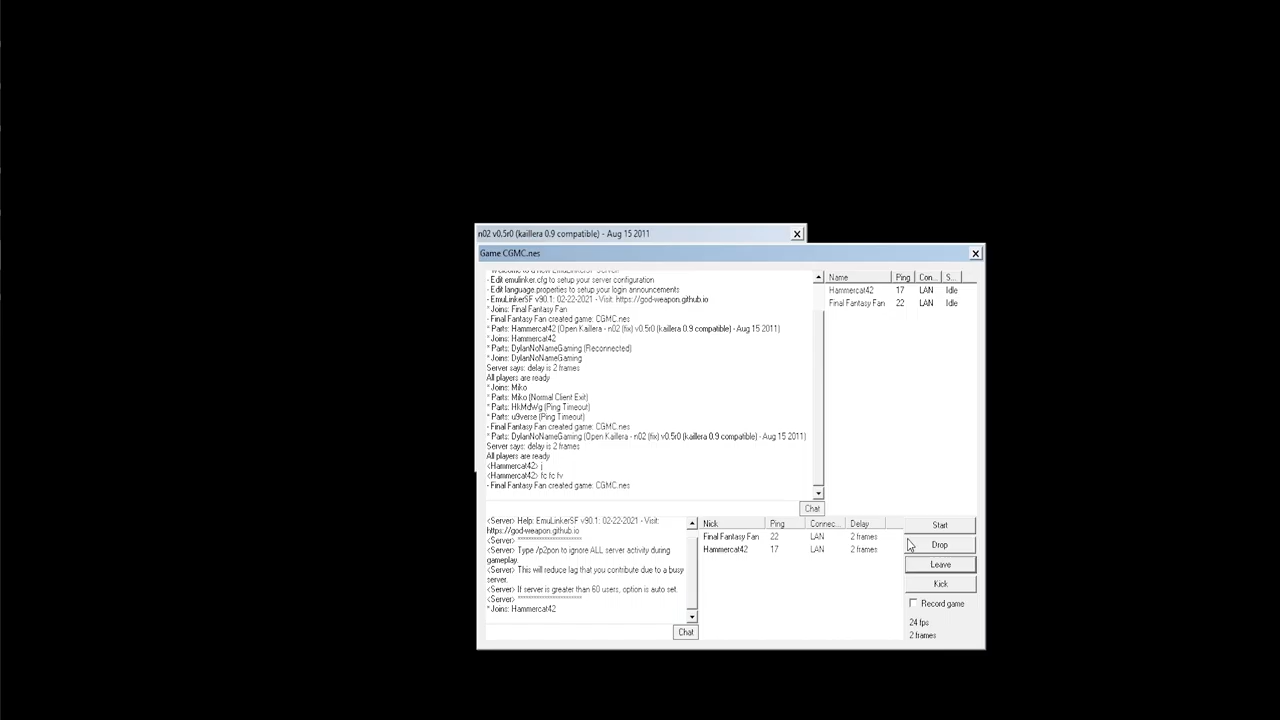 n02 v0.5r0 (kaillera 0.9 compatible) - Aug 15 2011
Game CGMC.nes
- Edit emulinker.cfg to setup your server configuration
- Edit language.properties to setup your login announcements
- EmuLinkerSF v90.1: 02-22-2021 - Visit: https://god-weapon.github.io
* Joins: Final Fantasy Fan
- Final Fantasy Fan created game: CGMC.nes
* Parts: Hammercat42 (Open Kaillera - n02 (fix) v0.5r0 (kaillera 0.9 compatible) - Aug 15 2011)
* Joins: Hammercat42
* Parts: DylanNoNameGaming (Reconnected)
* Joins: DylanNoNameGaming
Server says: delay is 2 frames
All players are ready
* Joins: Miko
* Parts: Miko (Normal Client Exit)
* Parts: HkMdWg (Ping Timeout)
* Parts: u9verse (Ping Timeout)
- Final Fantasy Fan created game: CGMC.nes
* Parts: DylanNoNameGaming (Open Kaillera - n02 (fix) v0.5r0 (kaillera 0.9 compatible) - Aug 15 2011)
Server says: delay is 2 frames
All players are ready
<Hammercat42> j
<Hammercat42> fc fc fv
- Final Fantasy Fan created game: CGMC.nes
Chat
Name Ping Con... S...
Hammercat42 17 LAN Idle
Final Fantasy Fan 22 LAN Idle
<Server> Help: EmuLinkerSF v90.1: 02-22-2021 - Visit:
https://god-weapon.github.io
<Server>
<Server> Type /p2pon to ignore ALL server activity during
gameplay.
<Server> This will reduce lag that you contribute due to a busy
server.
<Server> If server is greater than 60 users, option is auto set.
<Server>
* Joins: Hammercat42
Chat
Nick Ping Connec... Delay
Final Fantasy Fan 22 LAN 2 frames
Hammercat42 17 LAN 2 frames
Start
Drop
Leave
Kick
Record game
24 fps
2 frames